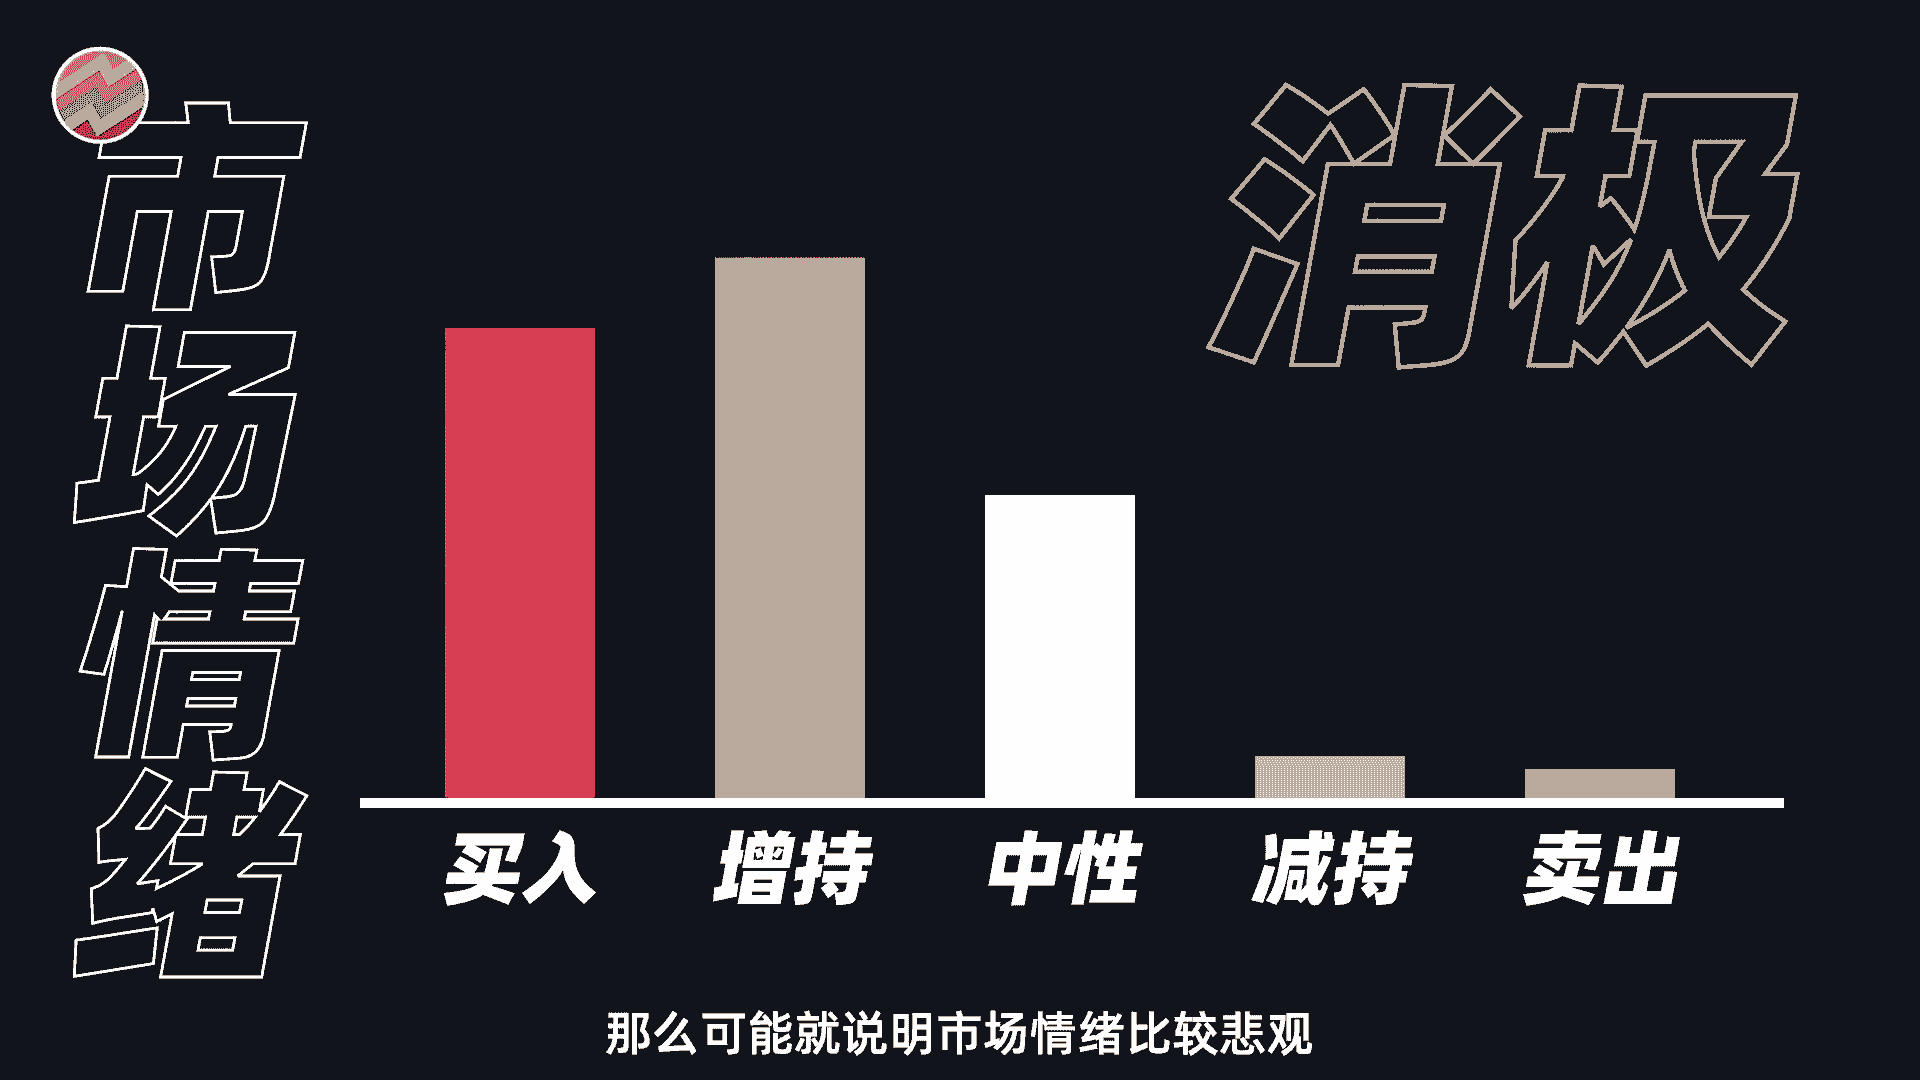 市场情绪
消极
买入
增持
中性
减持
卖出
那么可能就说明市场情绪比较悲观